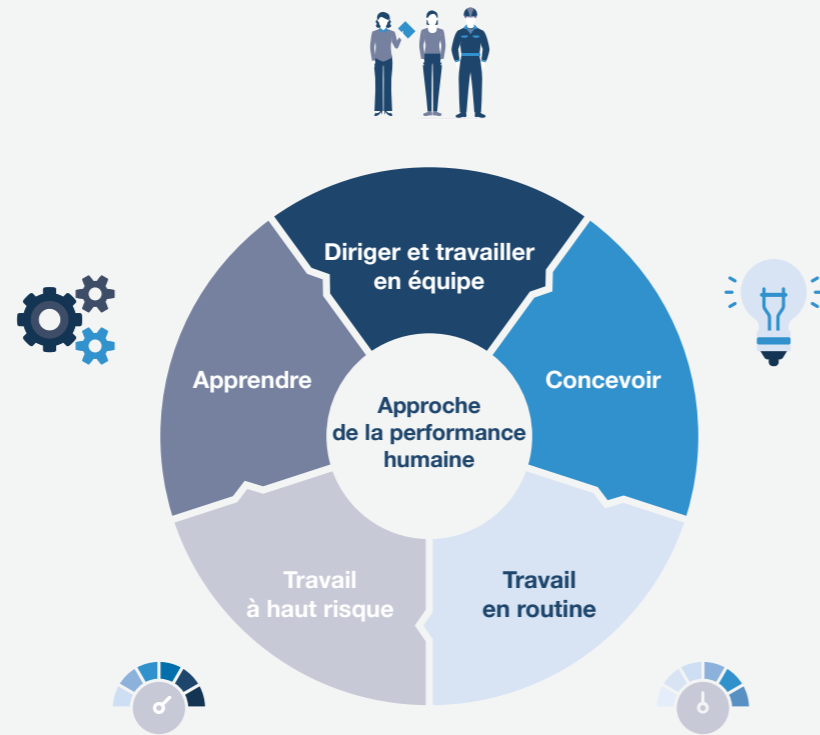 Diriger et travailler
en équipe
Concevoir
Travail
en routine
Travail
à haut risque
Apprendre
Approche
de la performance
humaine